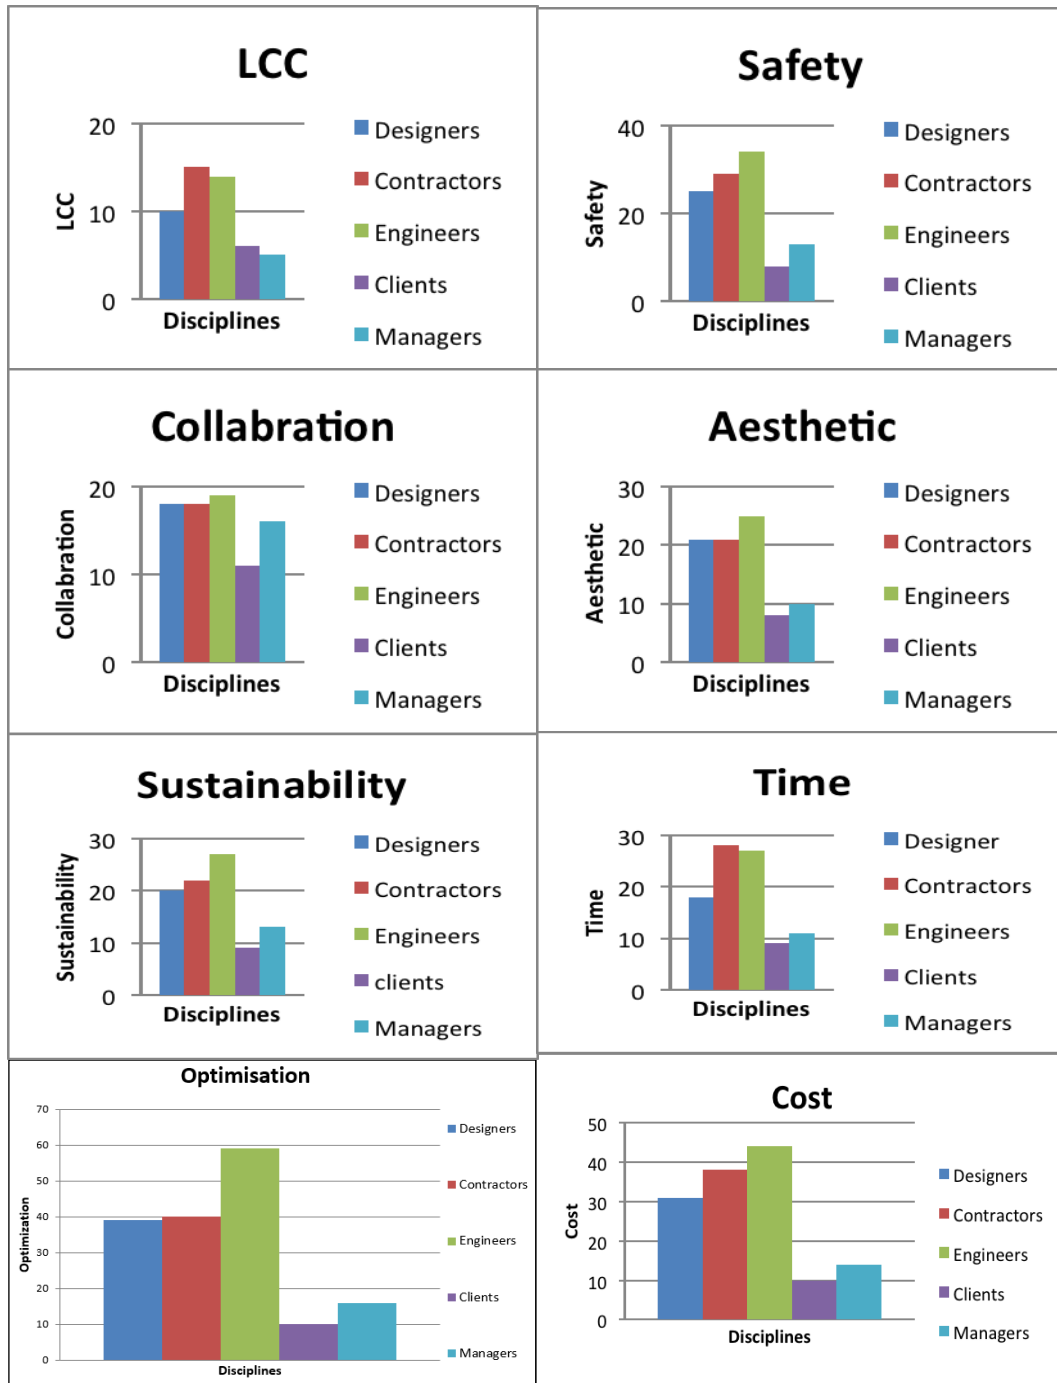 LCC
20
10
0
LCC
Disciplines
Designers
Contractors
Engineers
Clients
Managers
Safety
40
20
0
Safety
Disciplines
Designers
Contractors
Engineers
Clients
Managers
Collabration
20
10
0
Collabration
Disciplines
Designers
Contractors
Engineers
Clients
Managers
Aesthetic
30
20
10
0
Aesthetic
Disciplines
Designers
Contractors
Engineers
Clients
Managers
Sustainability
30
20
10
0
Sustainability
Disciplines
Designers
Contractors
Engineers
clients
Managers
Time
30
20
10
0
Time
Disciplines
Designer
Contractors
Engineers
Clients
Managers
Optimisation
70
60
50
40
30
20
10
0
Optimization
Disciplines
Designers
Contractors
Engineers
Clients
Managers
Cost
50
40
30
20
10
0
Cost
Disciplines
Designers
Contractors
Engineers
Clients
Managers